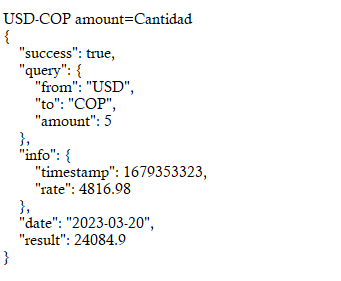 USD-COP amount=Cantidad
{
    "success": true,
    "query": {
        "from": "USD",
        "to": "COP",
        "amount": 5
    },
    "info": {
        "timestamp": 1679353323,
        "rate": 4816.98
    },
    "date": "2023-03-20",
    "result": 24084.9
}